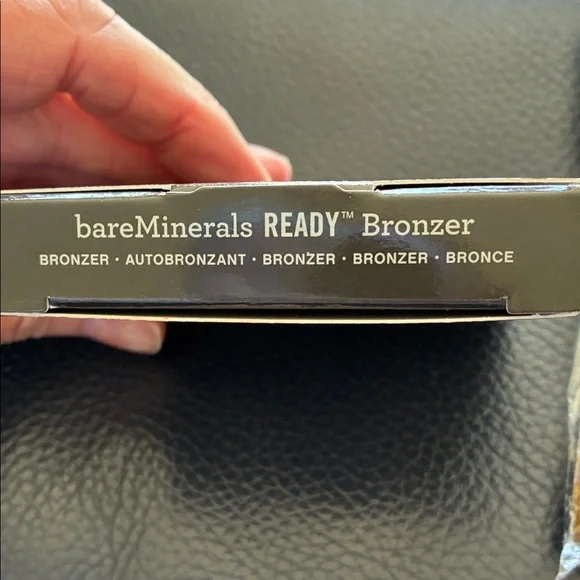 bareMinerals READY™ Bronzer
BRONZER • AUTOBRONZANT • BRONZER • BRONZER • BRONCE